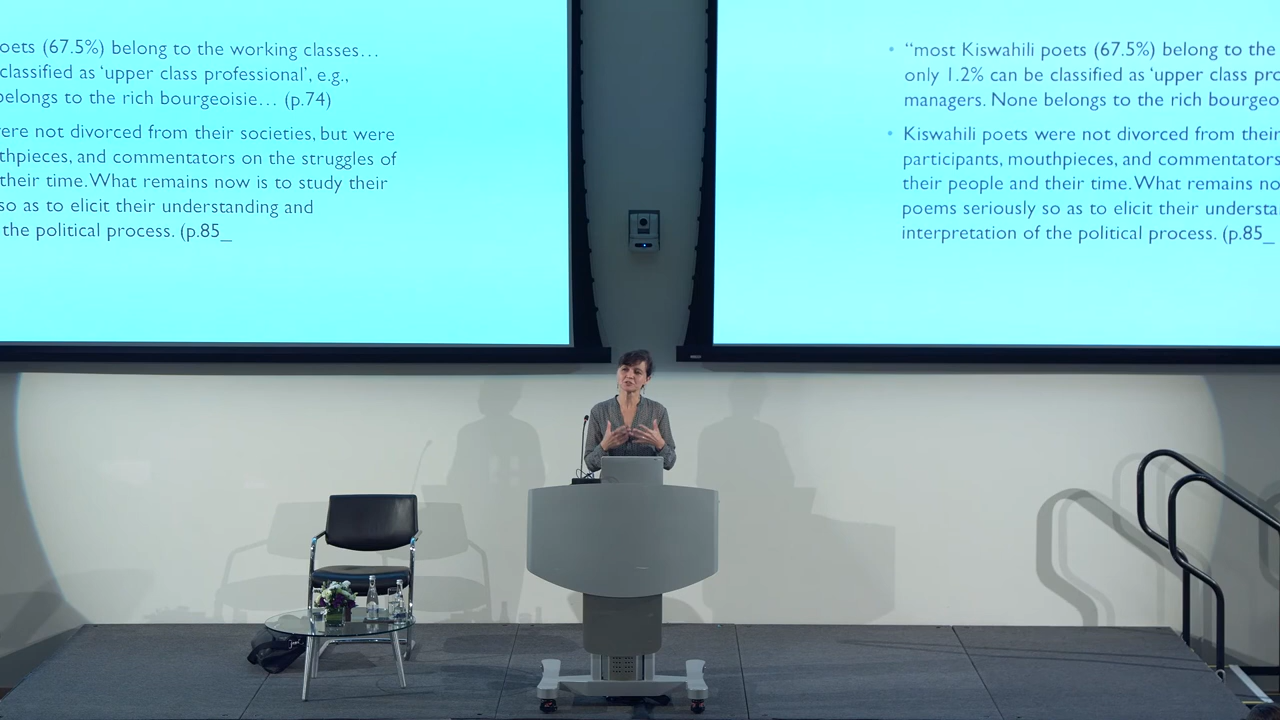 oets (67.5%) belong to the working classes…
classified as ‘upper class professional’, e.g.,
belongs to the rich bourgeoisie… (p.74)
ere not divorced from their societies, but were
thpieces, and commentators on the struggles of
their time. What remains now is to study their
so as to elicit their understanding and
the political process. (p.85_
• “most Kiswahili poets (67.5%) belong to the
only 1.2% can be classified as ‘upper class pro
managers. None belongs to the rich bourgeo
• Kiswahili poets were not divorced from their
participants, mouthpieces, and commentators
their people and their time. What remains no
poems seriously so as to elicit their understa
interpretation of the political process. (p.85_